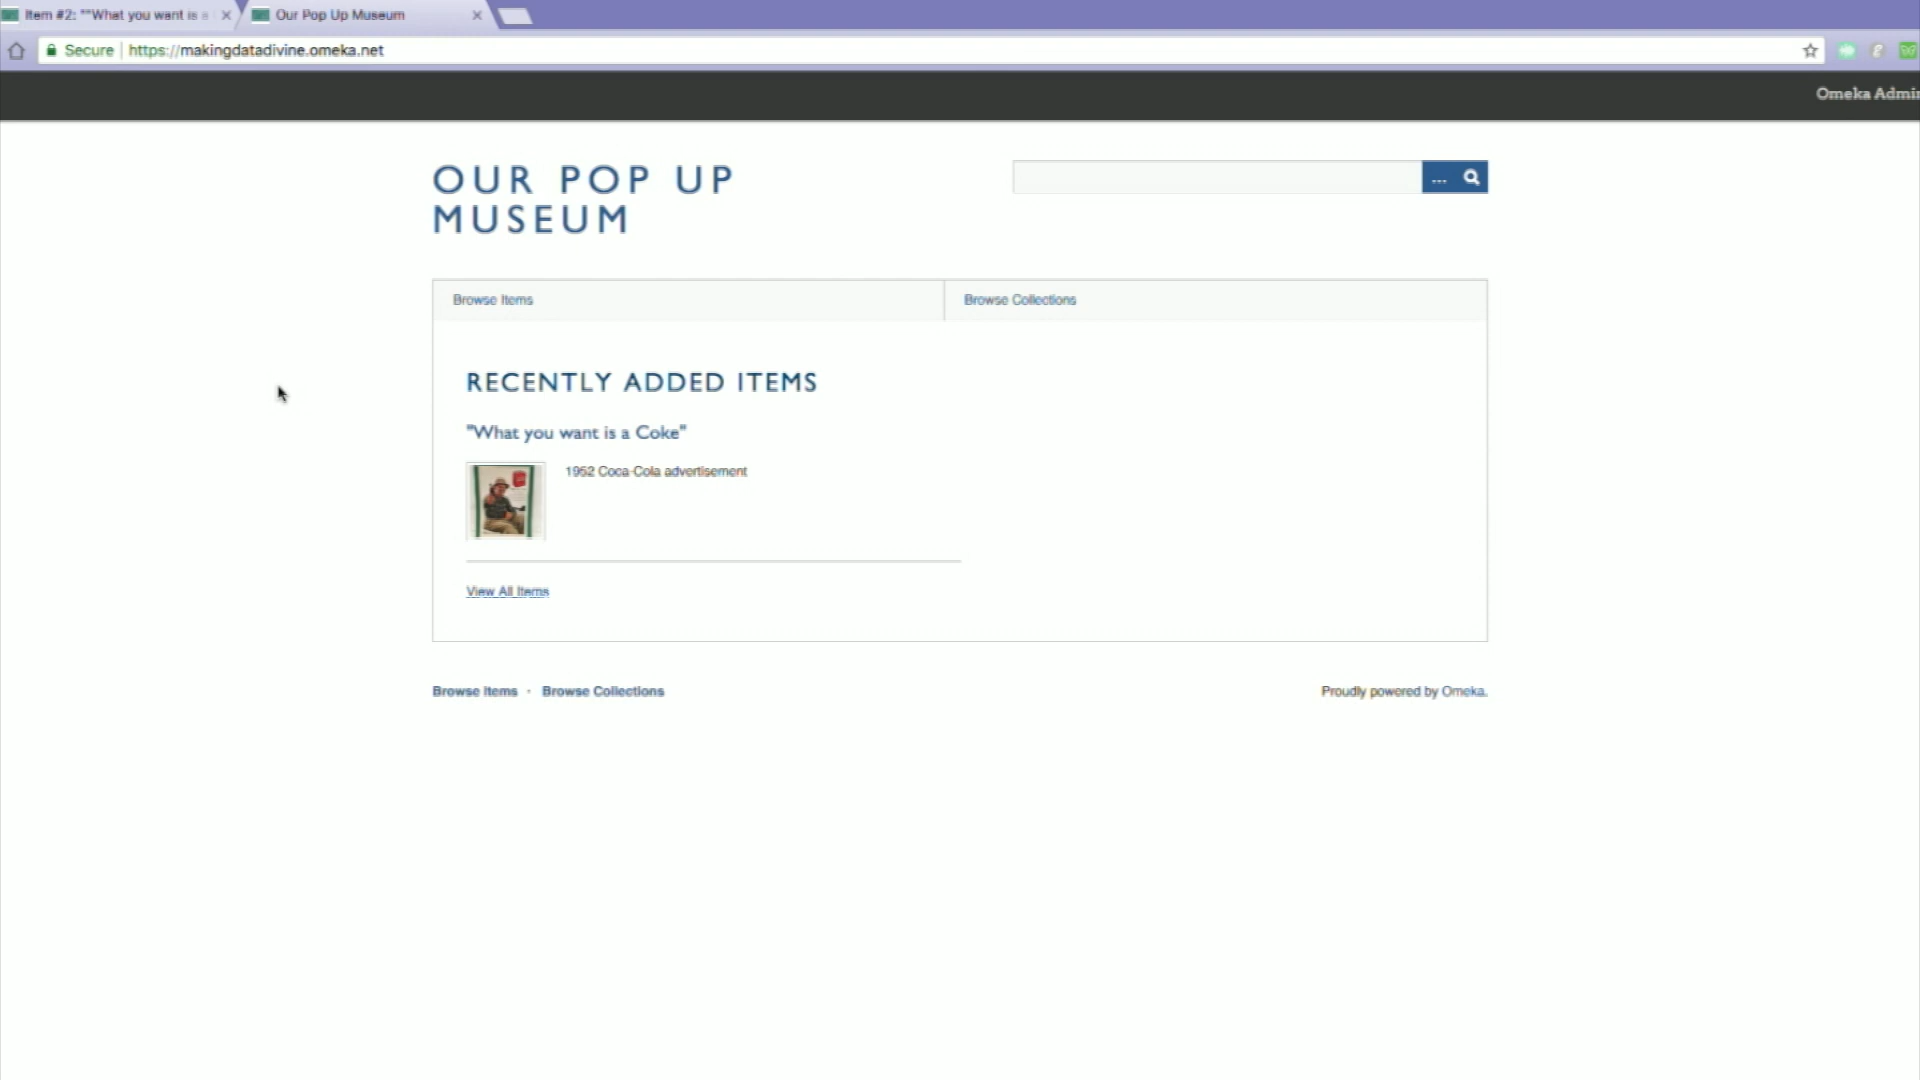 Item #2: ""What you want is a
Our Pop Up Museum
Secure
https://makingdatadivine.omeka.net
Omeka Admin
OUR POP UP
MUSEUM
...
Browse Items
Browse Collections
RECENTLY ADDED ITEMS
"What you want is a Coke"
1952 Coca-Cola advertisement
View All Items
Browse Items · Browse Collections
Proudly powered by Omeka.